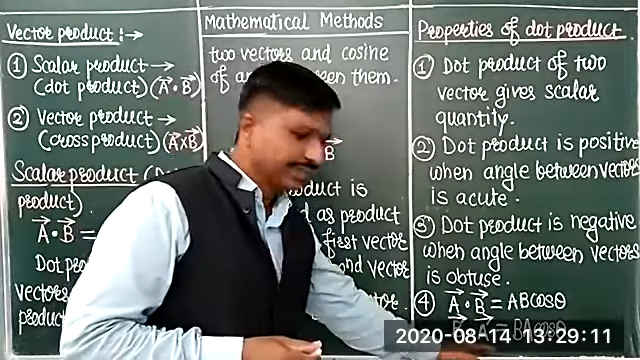 Vector product :→
① Scalar product →
(dot product) (A⃗•B⃗)
② Vector product →
(cross product) (A⃗×B⃗)
Scalar product
product)
A⃗•B⃗ =
Dot
Vectors
product
Mathematical Methods
two vectors and cosine
of them.
B
is
as product
first vector
vector
Properties of dot product
① Dot product of two
vector gives scalar
quantity.
② Dot product is positive
when angle between vectors
is acute.
③ Dot product is negative
when angle between vectors
is obtuse.
④ A⃗•B⃗ = ABcosθ
BAcosθ
2020-08-14 13:29:11